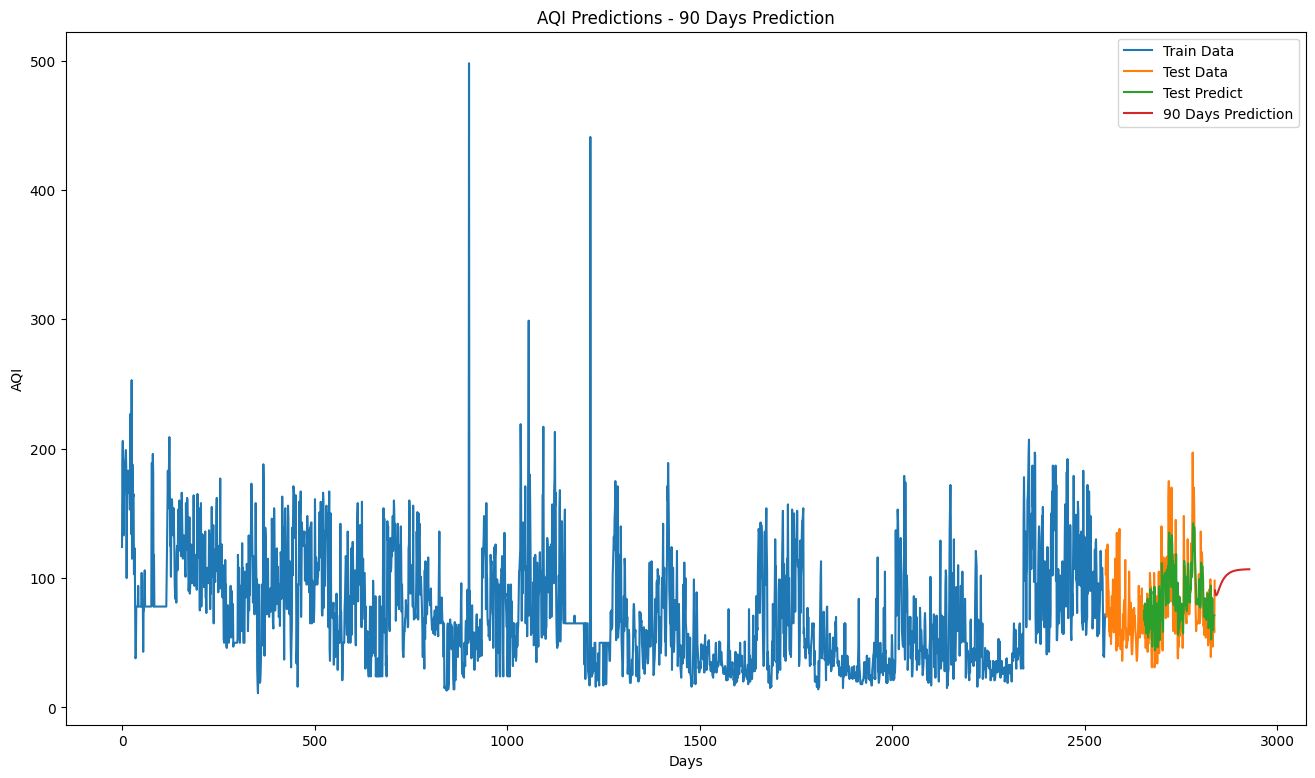 AQI Predictions - 90 Days Prediction
Train Data
Test Data
Test Predict
90 Days Prediction
500
400
300
200
100
0
AQI
0 500 1000 1500 2000 2500 3000
Days